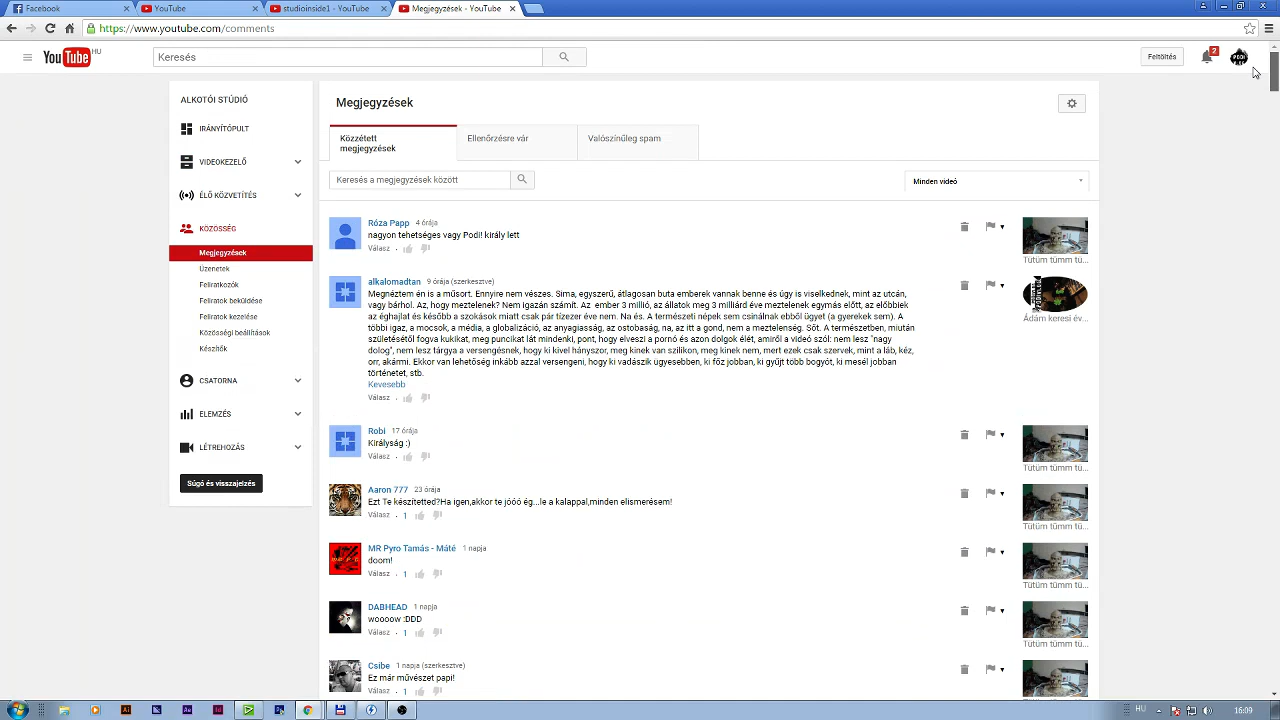 Facebook
YouTube
studioinside1 - YouTube
Megjegyzések - YouTube
https://www.youtube.com/comments
YouTube HU
Keresés
Feltöltés
2
PODI
ALKOTÓI STÚDIÓ
IRÁNYÍTÓPULT
VIDEOKEZELŐ
ÉLŐ KÖZVETÍTÉS
KÖZÖSSÉG
Megjegyzések
Üzenetek
Feliratkozók
Feliratok beküldése
Feliratok kezelése
Közösségi beállítások
Készítők
CSATORNA
ELEMZÉS
LÉTREHOZÁS
Súgó és visszajelzés
Megjegyzések
Közzétett
megjegyzések
Ellenőrzésre vár
Valószínűleg spam
Keresés a megjegyzések között
Minden videó
Róza Papp 4 órája
nagyon tehetséges vagy Podi! király lett
Válasz
Tütüm tümm tü...
alkalomadtan 9 órája (szerkesztve)
Megnéztem én is a műsort. Ennyire nem vészes. Sima, egyszerű, átlagosan buta emberek vannak benne és úgy is viselkednek, mint az utcán,
vagy bárhol. Az, hogy meztelenek? Nem igazán számít. Az ember 3 millió, az állatok meg 3 milliárd éve meztelenek egymás előtt, az előbbiek
az éghajlat és később a szokások miatt csak pár tízezer éve nem. Na és. A természeti népek sem csinálnak ebből ügyet (a gyerekek sem). A
többi igaz, a mocsok, a média, a globalizáció, az anyagiasság, az ostobaság, na, az itt a gond, nem a meztelenség. Sőt. A természetben, miután
születésétől fogva kukikat, meg puncikat lát mindenki, pont, hogy elveszi a pornó és azon dolgok élét, amiről a videó szól: nem lesz "nagy
dolog", nem lesz tárgya a versengésnek, hogy ki kivel hányszor, meg kinek van szilikon, meg kinek nem, mert ezek csak szervek, mint a láb, kéz,
orr, akármi. Ekkor van lehetőség inkább azzal versengeni, hogy ki vadászik ügyesebben, ki főz jobban, ki gyűjt több bogyót, ki mesél jobban
történetet, stb.
Kevesebb
Válasz
Ádám keresi év...
Robi 17 órája
Királyság :)
Válasz
Tütüm tümm tü...
Aaron 777 23 órája
Ezt Te készítetted?Ha igen,akkor te jóóó ég...le a kalappal,minden elismerésem!
Válasz 1
Tütüm tümm tü...
MR Pyro Tamás - Máté 1 napja
doom!
Válasz 1
Tütüm tümm tü...
DABHEAD 1 napja
woooow :DDD
Válasz 1
Tütüm tümm tü...
Csibe 1 napja (szerkesztve)
Ez már művészet papi!
Válasz 1
Ai
Ae
Id
Ps
HU
16:09